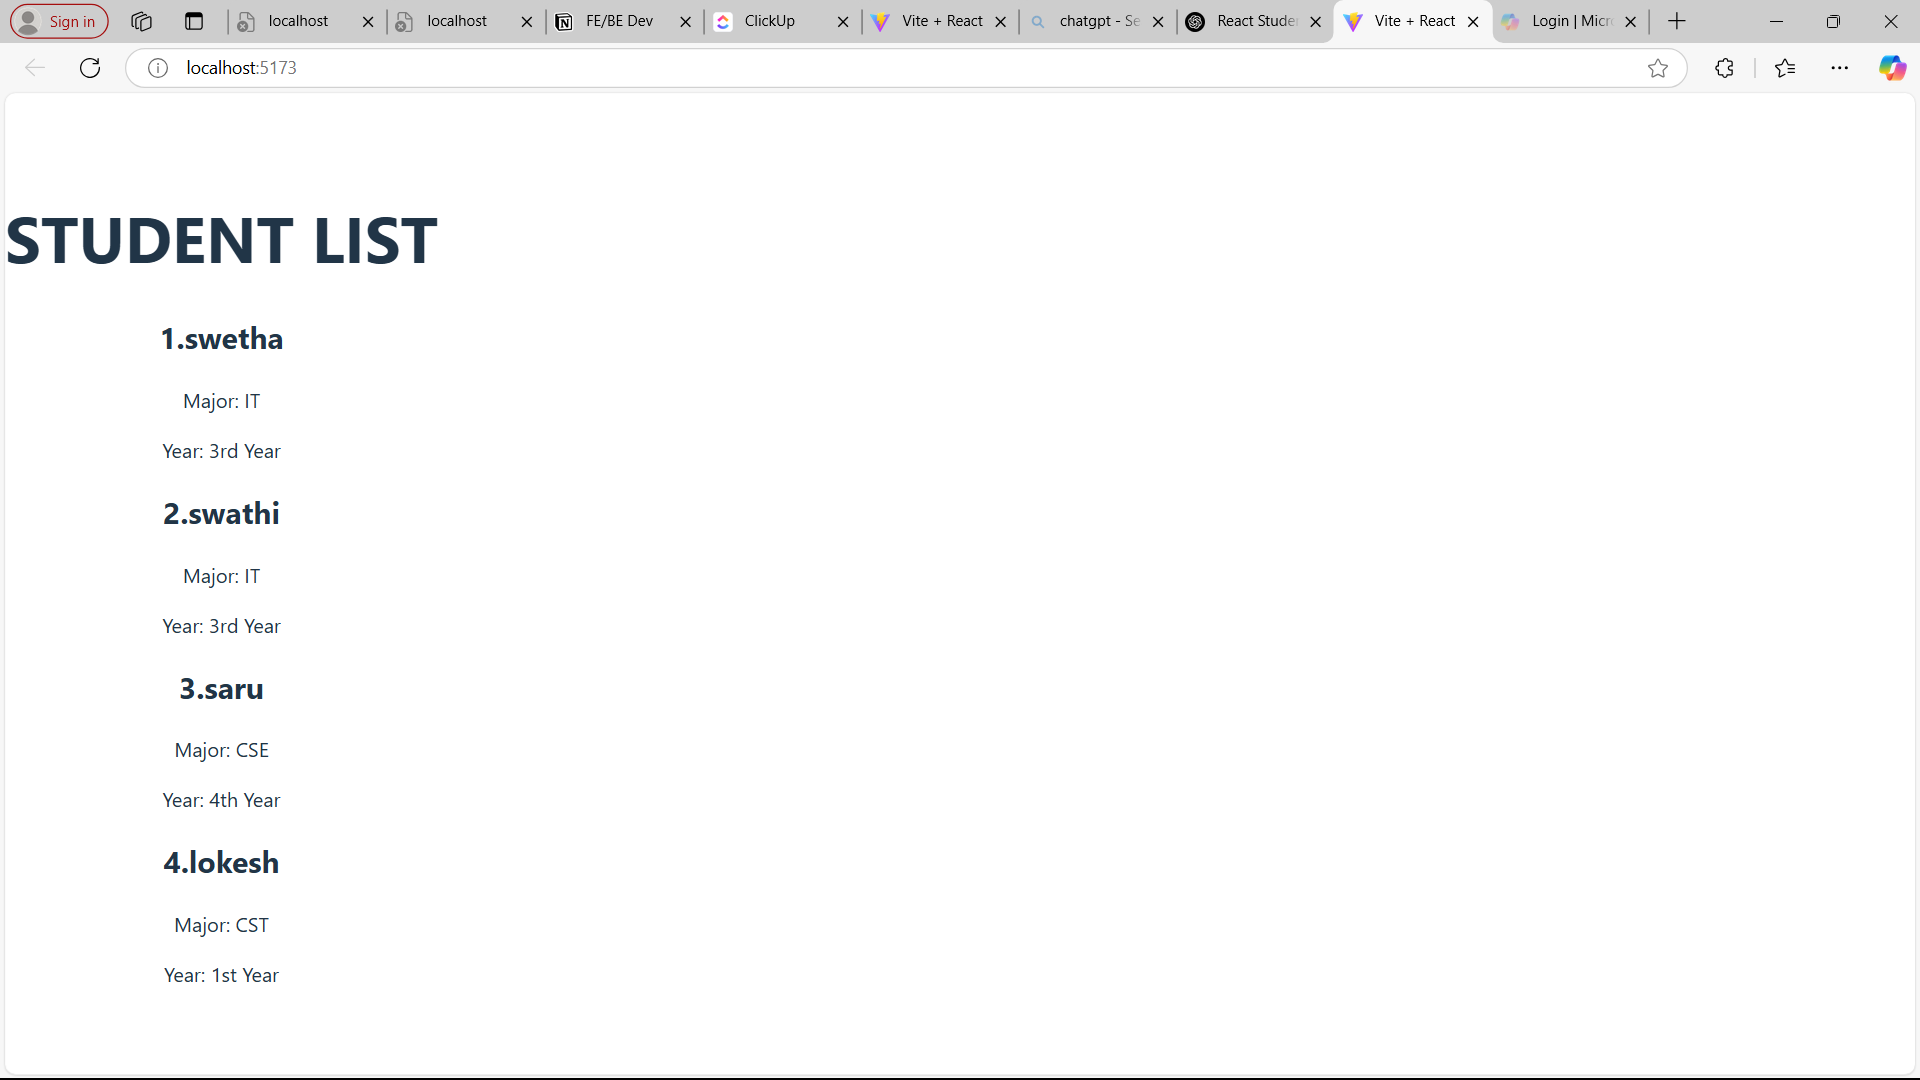 Sign in
localhost
localhost
FE/BE Dev
ClickUp
Vite + React
chatgpt - Se
React Studen
Vite + React
Login | Micro
localhost:5173
STUDENT LIST
1.swetha
Major: IT
Year: 3rd Year
2.swathi
Major: IT
Year: 3rd Year
3.saru
Major: CSE
Year: 4th Year
4.lokesh
Major: CST
Year: 1st Year